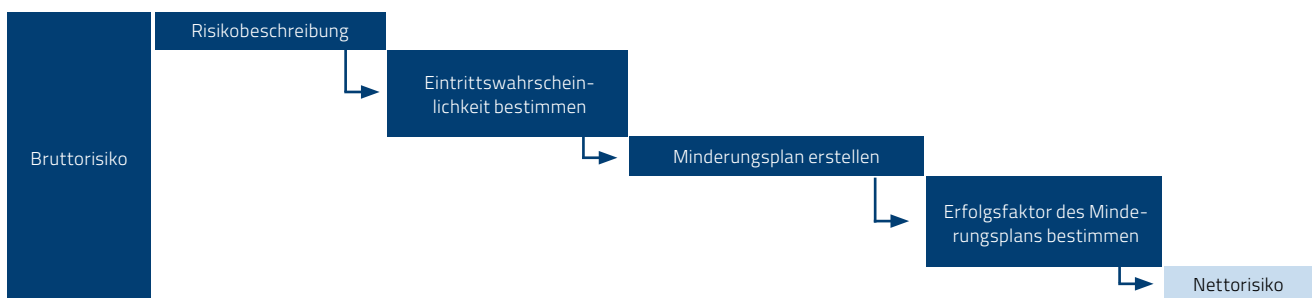 Bruttorisiko
Risikobeschreibung
Eintrittswahrschein-
lichkeit bestimmen
Minderungsplan erstellen
Erfolgsfaktor des Minde-
rungsplans bestimmen
Nettorisiko